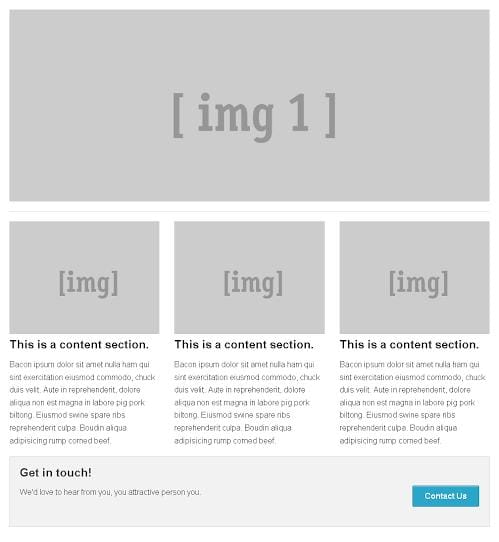 [ img 1 ]
[img] [img] [img]
This is a content section. This is a content section. This is a content section.
Bacon ipsum dolor sit amet nulla ham qui
sint exercitation eiusmod commodo, chuck
duis velit. Aute in reprehenderit, dolore
aliqua non est magna in labore pig pork
biltong. Eiusmod swine spare ribs
reprehenderit culpa. Boudin aliqua
adipisicing rump corned beef.
Bacon ipsum dolor sit amet nulla ham qui
sint exercitation eiusmod commodo, chuck
duis velit. Aute in reprehenderit, dolore
aliqua non est magna in labore pig pork
biltong. Eiusmod swine spare ribs
reprehenderit culpa. Boudin aliqua
adipisicing rump corned beef.
Bacon ipsum dolor sit amet nulla ham qui
sint exercitation eiusmod commodo, chuck
duis velit. Aute in reprehenderit, dolore
aliqua non est magna in labore pig pork
biltong. Eiusmod swine spare ribs
reprehenderit culpa. Boudin aliqua
adipisicing rump corned beef.
Get in touch!
We'd love to hear from you, you attractive person you.
Contact Us